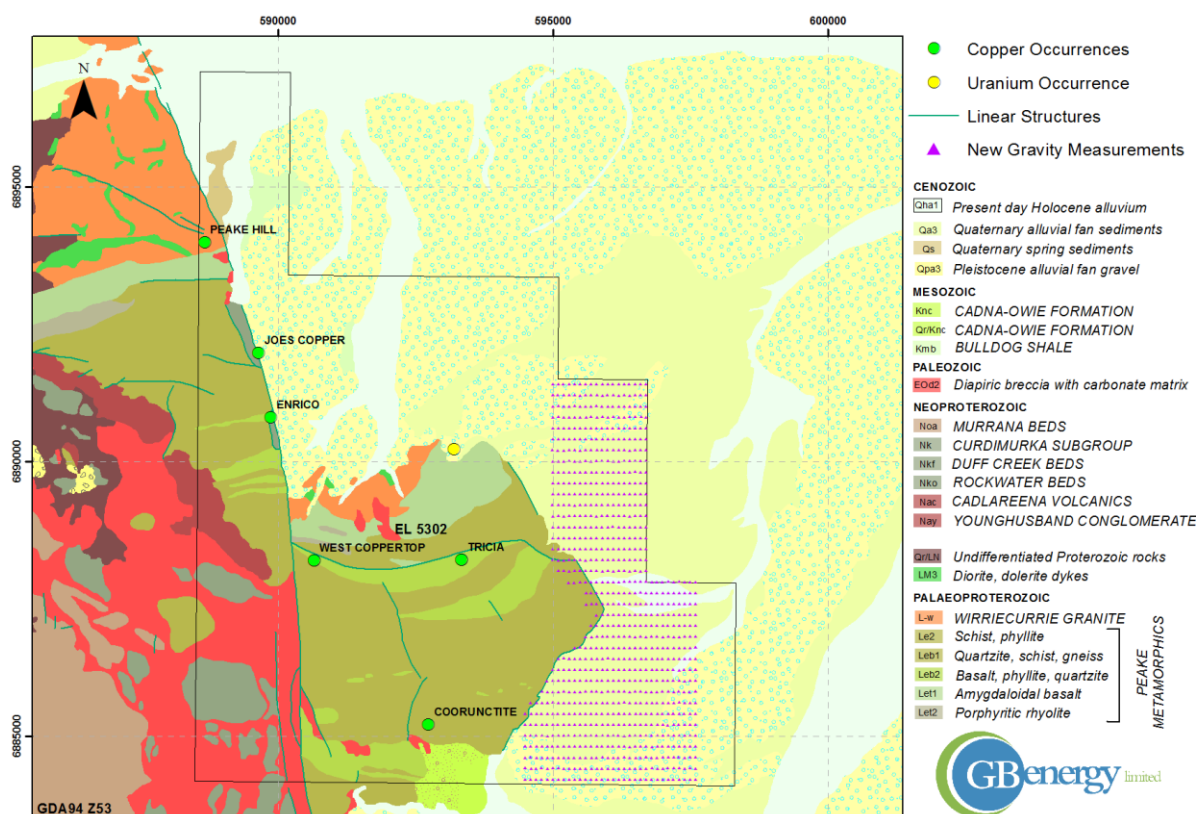 590000
595000
600000
6895000
6890000
6885000
N
PEAKE HILL
JOES COPPER
ENRICO
EL 5302
WEST COPPERTOP
TRICIA
COORUNCTITE
GDA94 Z53
Copper Occurrences
Uranium Occurrence
Linear Structures
New Gravity Measurements
CENOZOIC
Qha1 Present day Holocene alluvium
Qa3 Quaternary alluvial fan sediments
Qs Quaternary spring sediments
Qpa3 Pleistocene alluvial fan gravel
MESOZOIC
Knc CADNA-OWIE FORMATION
Qr/Knc CADNA-OWIE FORMATION
Kmb BULLDOG SHALE
PALEOZOIC
EOd2 Diapiric breccia with carbonate matrix
NEOPROTEROZOIC
Noa MURRANA BEDS
Nk CURDIMURKA SUBGROUP
Nkf DUFF CREEK BEDS
Nko ROCKWATER BEDS
Nac CADLAREENA VOLCANICS
Nay YOUNGHUSBAND CONGLOMERATE
Qr/LN Undifferentiated Proterozoic rocks
LM3 Diorite, dolerite dykes
PALAEOPROTEROZOIC
L-w WIRRIECURRIE GRANITE
Le2 Schist, phyllite
Leb1 Quartzite, schist, gneiss
Leb2 Basalt, phyllite, quartzite
Let1 Amygdaloidal basalt
Let2 Porphyritic rhyolite
PEAKE
METAMORPHICS
GBenergy limited